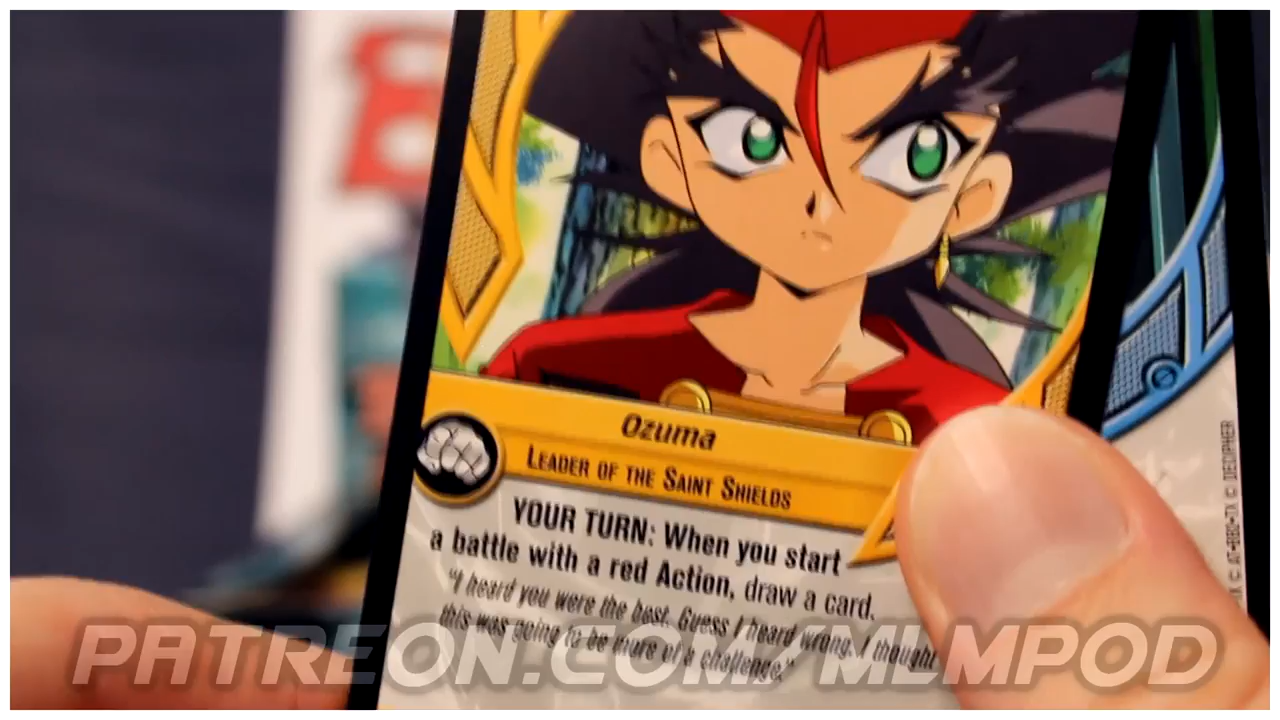 B
Ozuma
LEADER OF THE SAINT SHIELDS
YOUR TURN: When you start
a battle with a red Action, draw a card.
"I heard you were the best. Guess I heard wrong. I thought
this was going to be more of a challenge."
PATREON.COM/MLMPOD